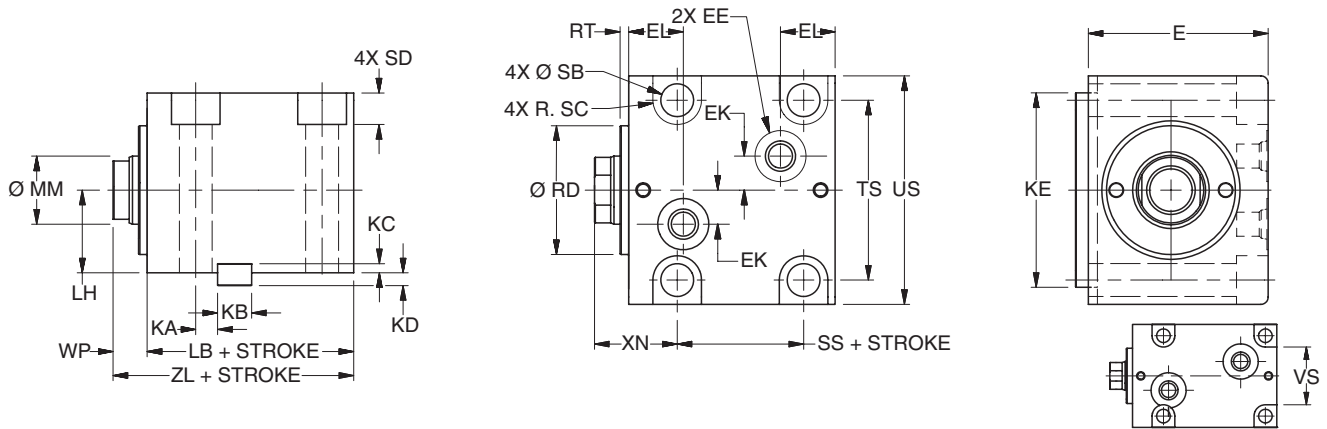 4X SD
Ø MM
LH
KC
KB
KA
KD
WP
LB + STROKE
ZL + STROKE
RT
EL
2X EE
EL
4X Ø SB
4X R. SC
EK
Ø RD
TS
US
EK
XN
SS + STROKE
E
KE
VS